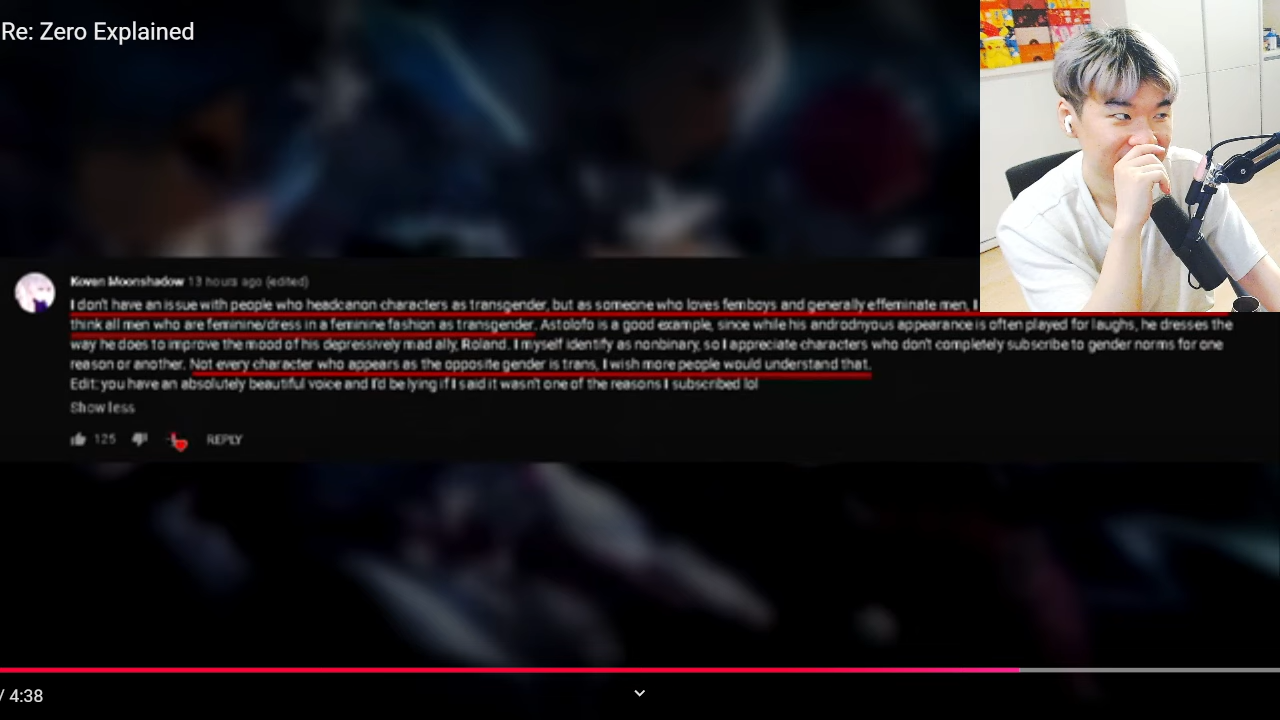 Re: Zero Explained
Koven Moonshadow 13 hours ago (edited)
I don't have an issue with people who headcanon characters as transgender, but as someone who loves femboys and generally effeminate men, I
think all men who are feminine/dress in a feminine fashion as transgender. Astolofo is a good example, since while his androdnyous appearance is often played for laughs, he dresses the
way he does to improve the mood of his depressively mad ally, Roland. I myself identify as nonbinary, so I appreciate characters who don't completely subscribe to gender norms for one
reason or another. Not every character who appears as the opposite gender is trans, I wish more people would understand that.
Edit: you have an absolutely beautiful voice and I'd be lying if I said it wasn't one of the reasons I subscribed lol
Show less
125 REPLY
/ 4:38